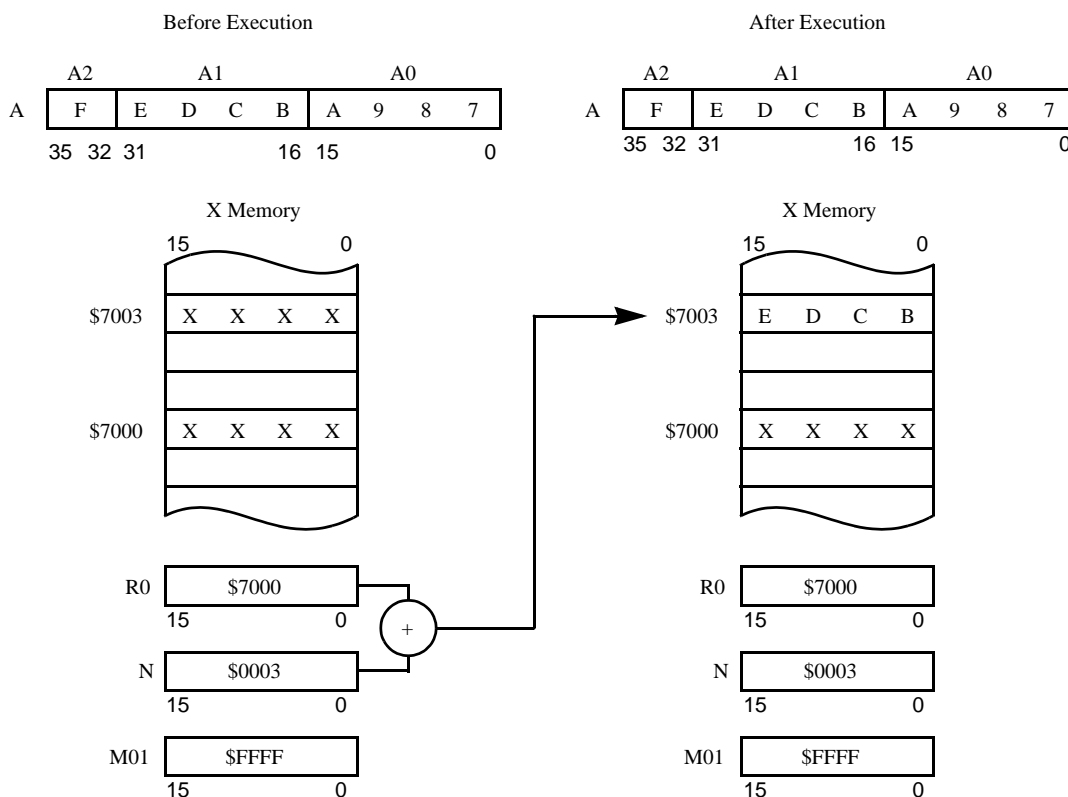 Before Execution
After Execution
A2 A1 A0
A2 A1 A0
A F E D C B A 9 8 7
A F E D C B A 9 8 7
35 32 31 16 15 0
35 32 31 16 15 0
X Memory
X Memory
15 0
15 0
$7003 X X X X
$7003 E D C B
$7000 X X X X
$7000 X X X X
R0 $7000
R0 $7000
15 0
15 0
+
N $0003
N $0003
15 0
15 0
M01 $FFFF
M01 $FFFF
15 0
15 0